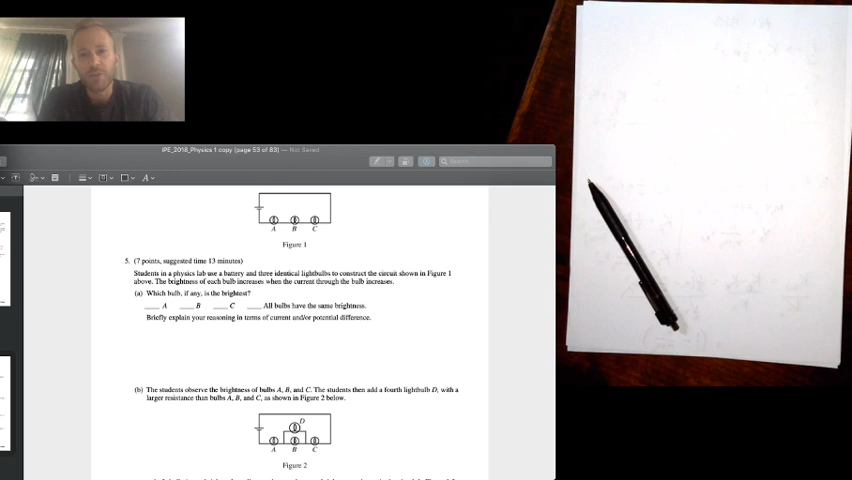 IPE_2018_Physics 1 copy (page 53 of 83) — Not Saved
Search
A B C
Figure 1
5. (7 points, suggested time 13 minutes)
Students in a physics lab use a battery and three identical lightbulbs to construct the circuit shown in Figure 1
above. The brightness of each bulb increases when the current through the bulb increases.
(a) Which bulb, if any, is the brightest?
____ A ____ B ____ C ____ All bulbs have the same brightness.
Briefly explain your reasoning in terms of current and/or potential difference.
(b) The students observe the brightness of bulbs A, B, and C. The students then add a fourth lightbulb D, with a
larger resistance than bulbs A, B, and C, as shown in Figure 2 below.
D
A B C
Figure 2